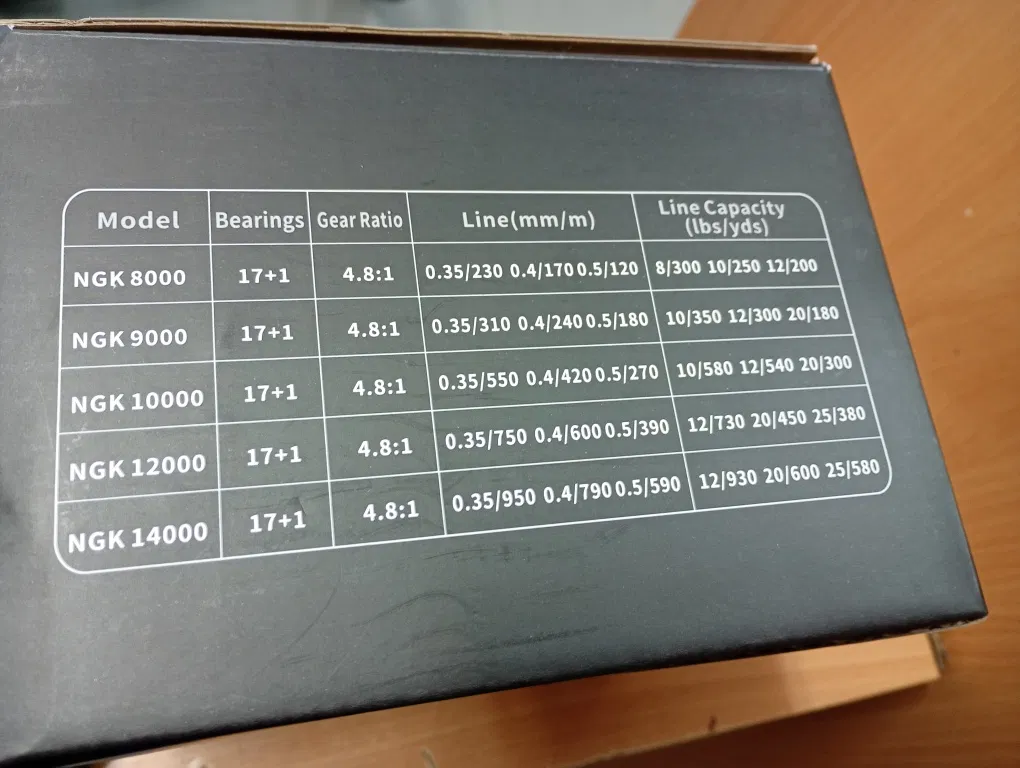 Model Bearings Gear Ratio Line(mm/m) Line Capacity (lbs/yds)
NGK 8000 17+1 4.8:1 0.35/230 0.4/170 0.5/120 8/300 10/250 12/200
NGK 9000 17+1 4.8:1 0.35/310 0.4/240 0.5/180 10/350 12/300 20/180
NGK 10000 17+1 4.8:1 0.35/550 0.4/420 0.5/270 10/580 12/540 20/300
NGK 12000 17+1 4.8:1 0.35/750 0.4/600 0.5/390 12/730 20/450 25/380
NGK 14000 17+1 4.8:1 0.35/950 0.4/790 0.5/590 12/930 20/600 25/580